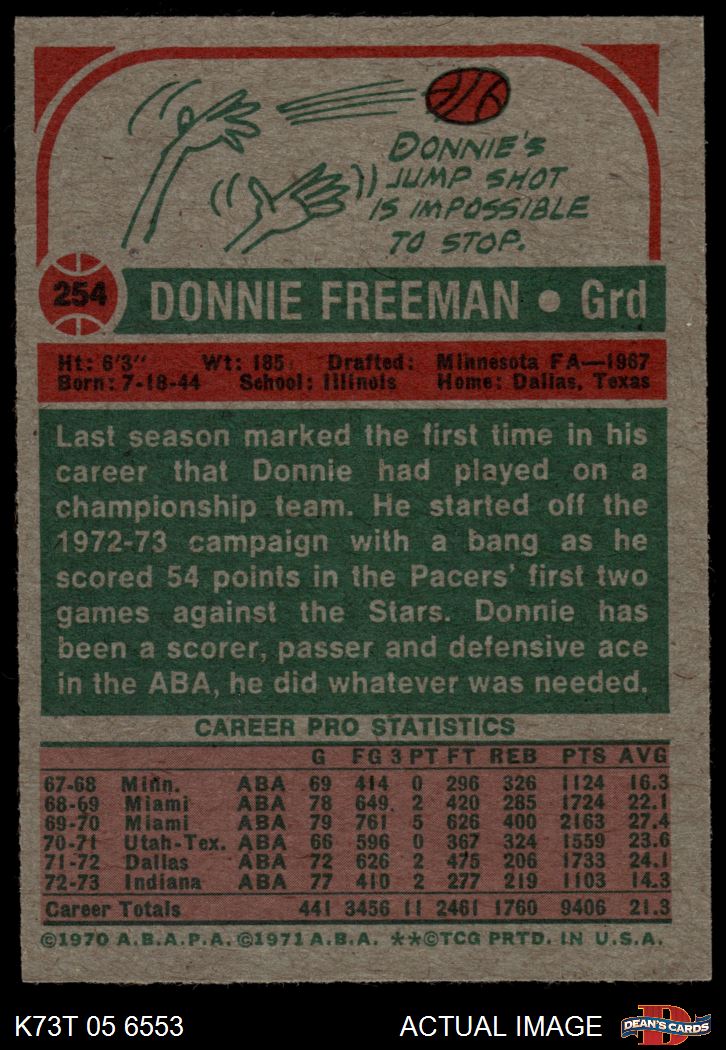 DONNIE'S
JUMP SHOT
IS IMPOSSIBLE
TO STOP.
254 DONNIE FREEMAN • Grd
Ht: 6'3" Wt: 185 Drafted: Minnesota FA—1967
Born: 7-18-44 School: Illinois Home: Dallas, Texas
Last season marked the first time in his
career that Donnie had played on a
championship team. He started off the
1972-73 campaign with a bang as he
scored 54 points in the Pacers' first two
games against the Stars. Donnie has
been a scorer, passer and defensive ace
in the ABA, he did whatever was needed.
CAREER PRO STATISTICS
G FG 3 PT FT REB PTS AVG
67-68 Minn. ABA 69 414 0 296 326 1124 16.3
68-69 Miami ABA 78 649 2 420 285 1724 22.1
69-70 Miami ABA 79 761 5 626 400 2163 27.4
70-71 Utah-Tex. ABA 66 596 0 367 324 1559 23.6
71-72 Dallas ABA 72 626 2 475 206 1733 24.1
72-73 Indiana ABA 77 410 2 277 219 1103 14.3
Career Totals 441 3456 11 2461 1760 9406 21.3
©1970 A.B.A.P.A. ©1971 A.B.A. **©TCG PRTD. IN U.S.A.
K73T 05 6553 ACTUAL IMAGE D DEAN'S CARDS